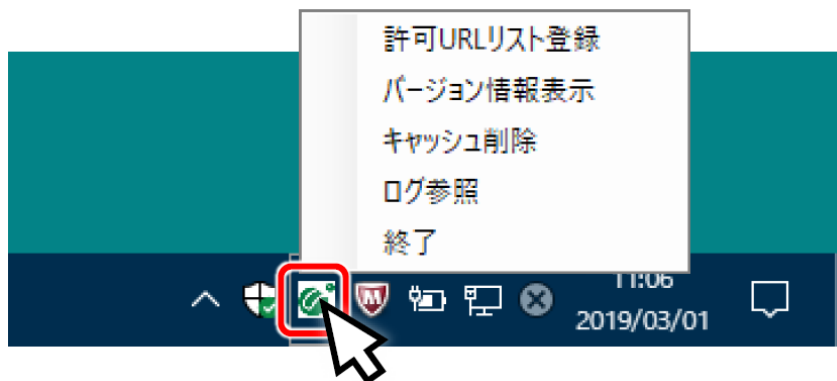 許可URLリスト登録
バージョン情報表示
キャッシュ削除
ログ参照
終了
11:06
2019/03/01